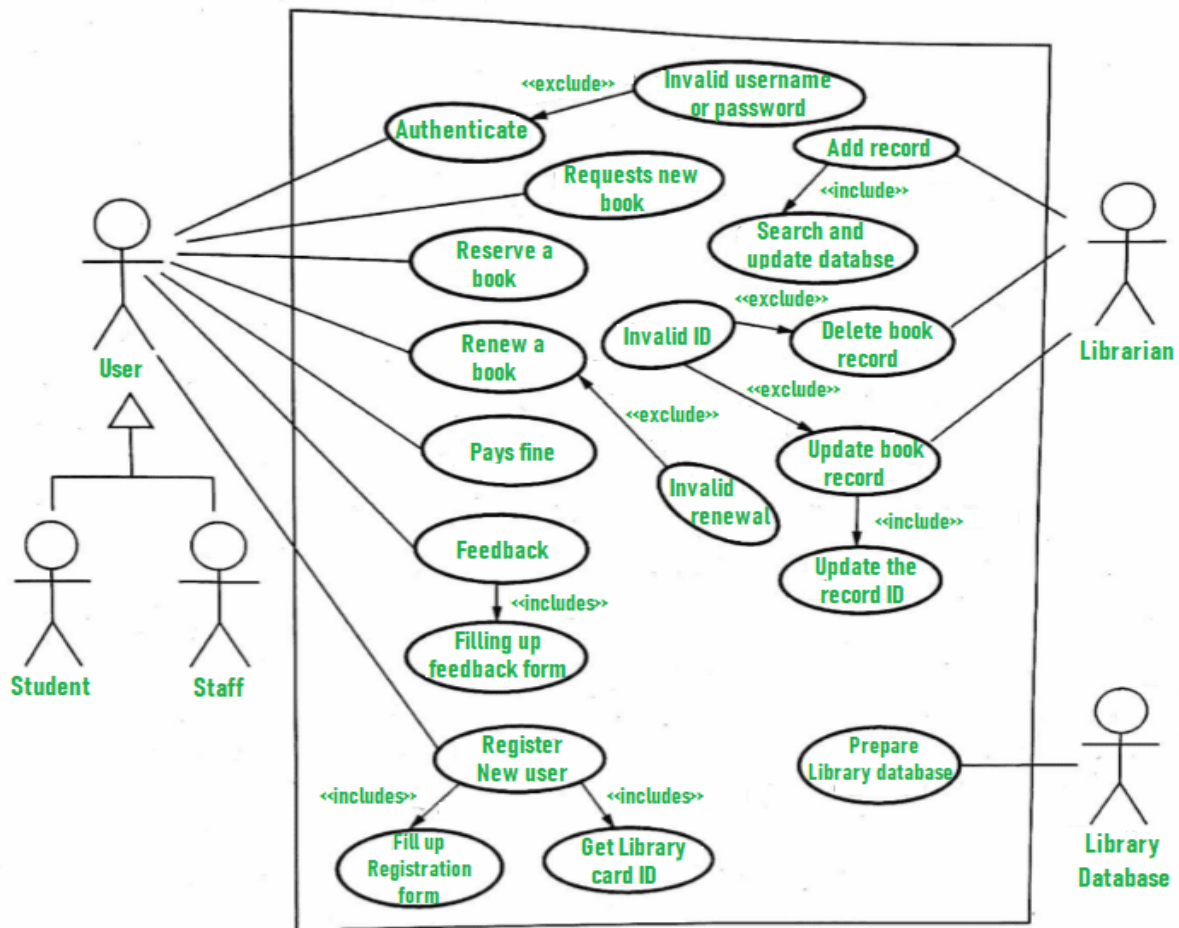 <<exclude>>
Invalid username
or password
Authenticate
Add record
Requests new
book
<<include>>
Search and
update databse
Reserve a
book
<<exclude>>
Invalid ID
Delete book
record
Librarian
User
Renew a
book
<<exclude>>
<<exclude>>
Pays fine
Update book
record
Invalid
renewal
<<include>>
Feedback
Update the
record ID
<<includes>>
Filling up
feedback form
Student
Staff
Register
New user
Prepare
Library database
<<includes>>
<<includes>>
Fill up
Registration
form
Get Library
card ID
Library
Database